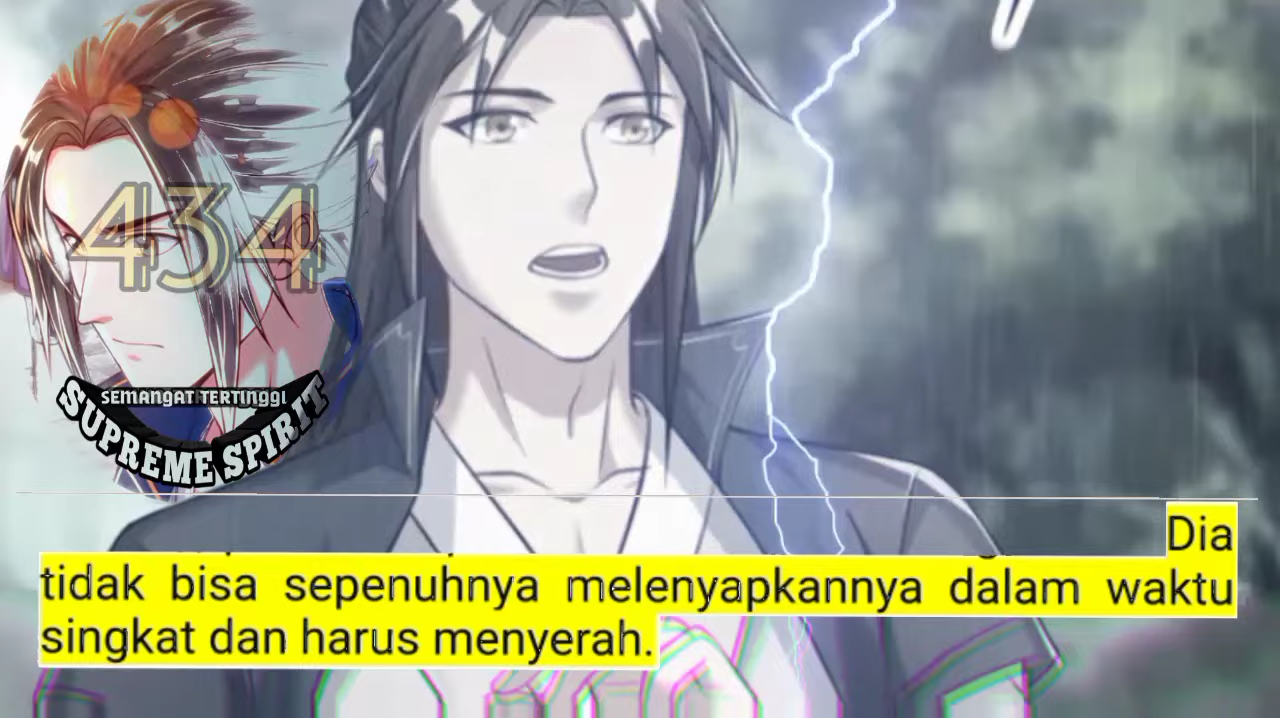 434
SEMANGAT TERTINGGI
SUPREME SPIRIT
Dia
tidak bisa sepenuhnya melenyapkannya dalam waktu
singkat dan harus menyerah.